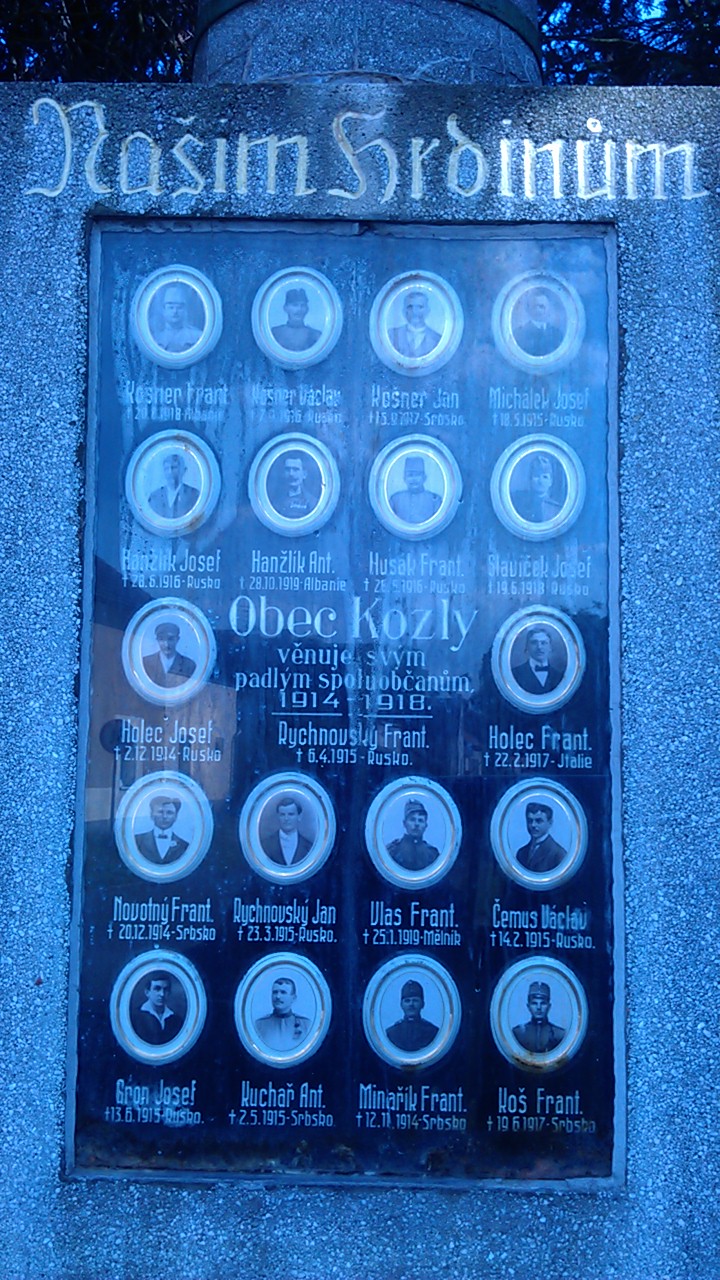 Našim Hrdinům
Košner Frant. Košner Václav Košner Jan Michálek Josef
1918-Albanie 1916-Rusko 1917-Srbsko. † 18.5.1915-Rusko.
Hanžlík Josef Hanžlík Ant. Husák Frant. Slavíček Josef
† 28.6.1916-Rusko † 28.10.1919-Albanie 1916-Rusko † 19.6.1918-Rusko
Obec Kozly
věnuje svým
padlým spoluobčanům,
1914-1918.
Holec Josef Rychnovský Frant. Holec Frant.
† 2.12.1914-Rusko † 6.4.1915-Rusko. † 22.2.1917-Jtalie
Novotný Frant. Rychnovský Jan Vlas Frant. Čemus Václav
† 20.12.1914-Srbsko † 23.3.1915-Rusko. † 25.1.1919-Mělník † 14.2.1915-Rusko.
Gron Josef Kuchař Ant. Minařík Frant. Koš Frant.
† 13.6.1915-Rusko. † 2.5.1915-Srbsko. † 12.11.1914-Srbsko † 19.6.1917-Srbsko